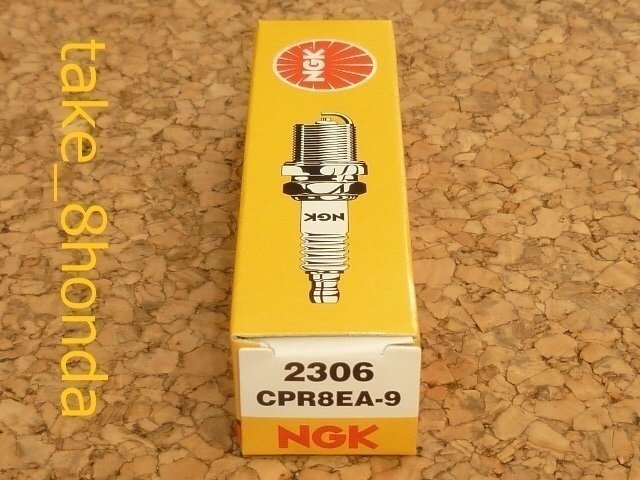 take_8honda
NGK
NGK
2306
CPR8EA-9
NGK